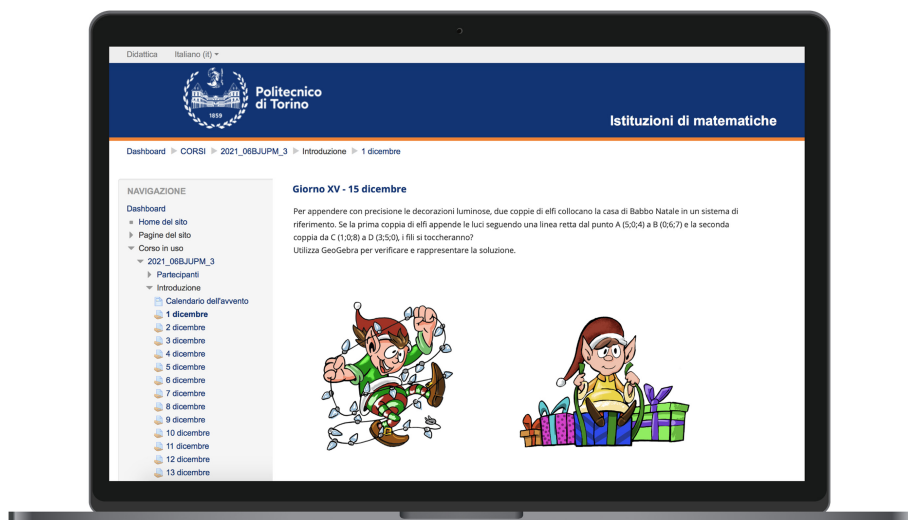 Didattica Italiano (it)
Politecnico
di Torino
1859
Istituzioni di matematiche
Dashboard CORSI 2021_06BJUPM_3 Introduzione 1 dicembre
NAVIGAZIONE
Dashboard
Home del sito
Pagine del sito
Corso in uso
2021_06BJUPM_3
Partecipanti
Introduzione
Calendario dell'avvento
1 dicembre
2 dicembre
3 dicembre
4 dicembre
5 dicembre
6 dicembre
7 dicembre
8 dicembre
9 dicembre
10 dicembre
11 dicembre
12 dicembre
13 dicembre
Giorno XV - 15 dicembre
Per appendere con precisione le decorazioni luminose, due coppie di elfi collocano la casa di Babbo Natale in un sistema di
riferimento. Se la prima coppia di elfi appende le luci seguendo una linea retta dal punto A (5;0;4) a B (0;6;7) e la seconda
coppia da C (1;0;8) a D (3;5;0), i fili si toccheranno?
Utilizza GeoGebra per verificare e rappresentare la soluzione.